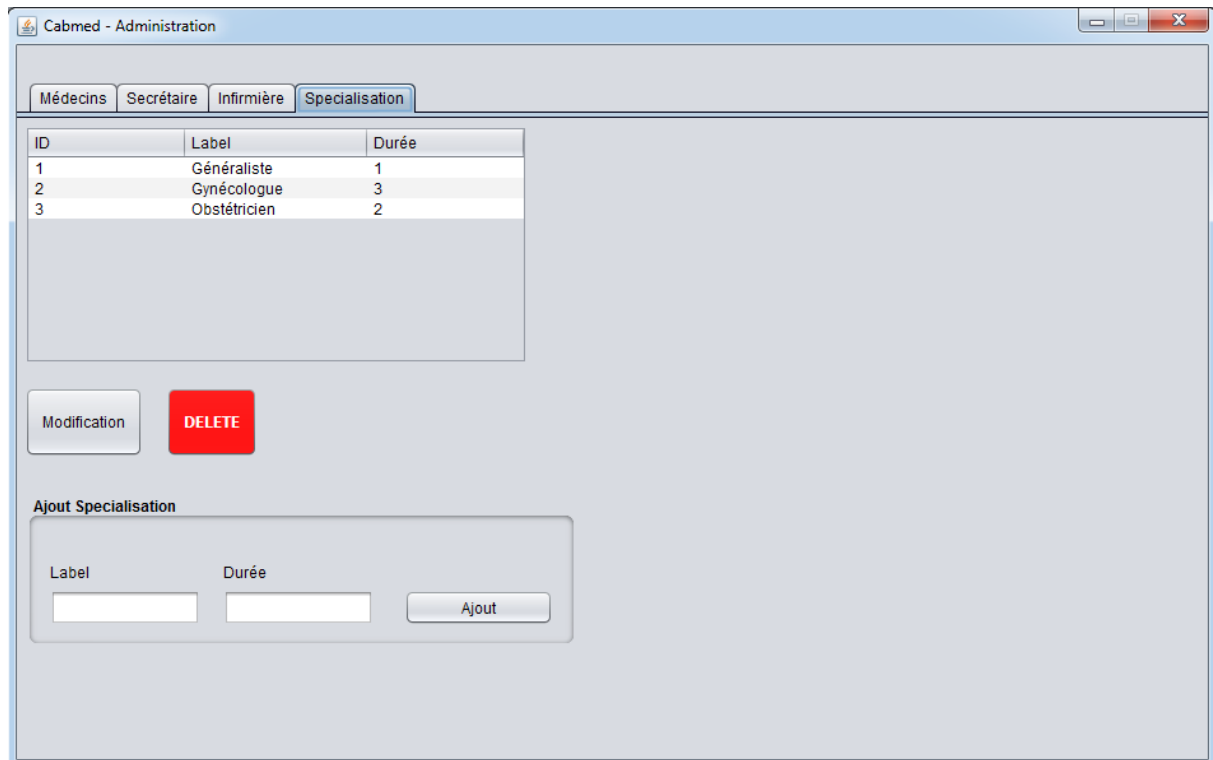 Cabmed - Administration
Médecins Secrétaire Infirmière Specialisation
ID Label Durée
1 Généraliste 1
2 Gynécologue 3
3 Obstétricien 2
Modification DELETE
Ajout Specialisation
Label Durée
Ajout